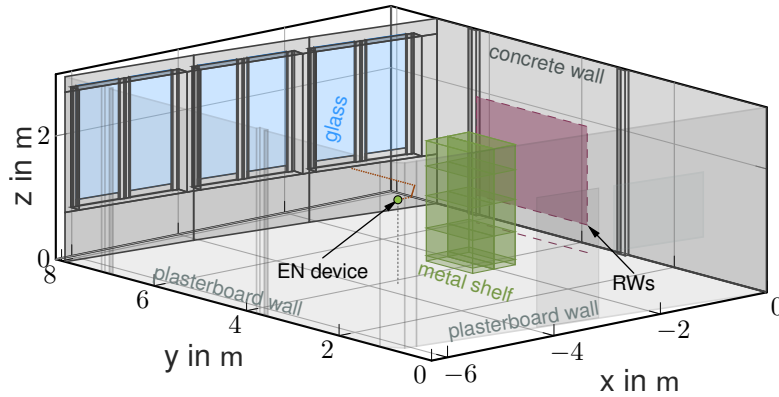 concrete wall
glass
2
z in m
0
8
EN device
metal shelf
RWs
plasterboard wall
plasterboard wall
6
4
2
0
y in m
−6
−4
−2
0
x in m